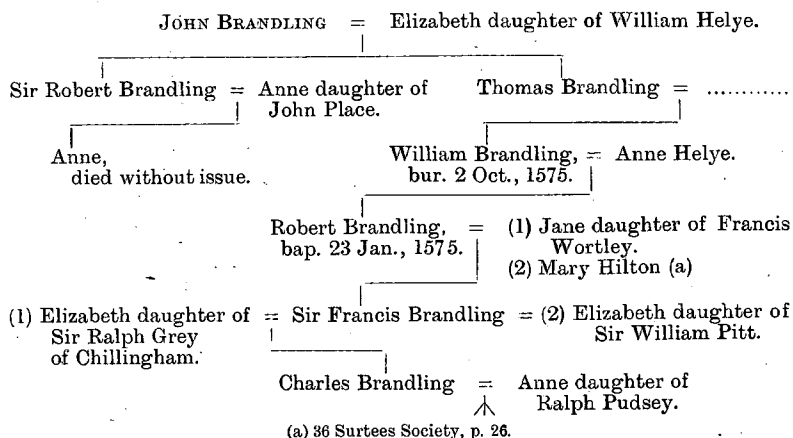 JOHN BRANDLING = Elizabeth daughter of William Helye.
Sir Robert Brandling = Anne daughter of John Place.
Thomas Brandling = ............
Anne,
died without issue.
William Brandling, = Anne Helye.
bur. 2 Oct., 1575.
Robert Brandling, = (1) Jane daughter of Francis
bap. 23 Jan., 1575. Wortley.
(2) Mary Hilton (a)
(1) Elizabeth daughter of = Sir Francis Brandling = (2) Elizabeth daughter of
Sir Ralph Grey Sir William Pitt.
of Chillingham.
Charles Brandling = Anne daughter of
Ralph Pudsey.
(a) 36 Surtees Society, p. 26.